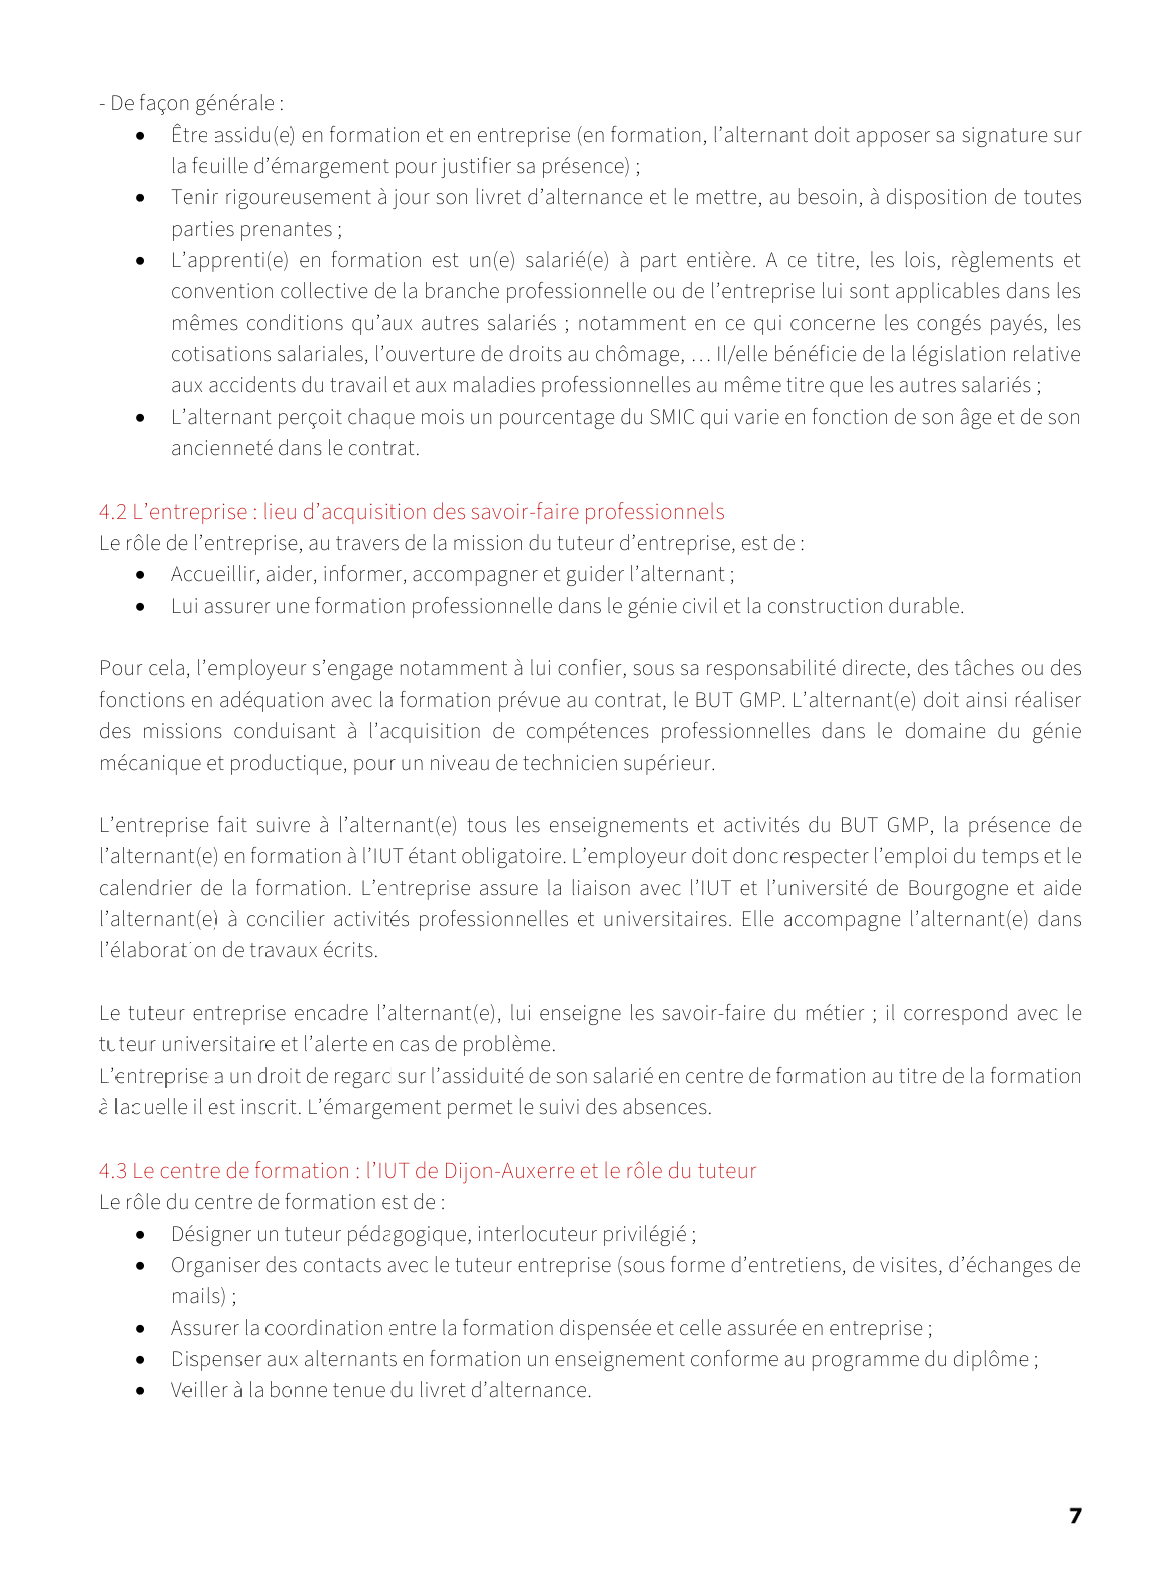 - De façon générale :
• Être assidu(e) en formation et en entreprise (en formation, l’alternant doit apposer sa signature sur
la feuille d’émargement pour justifier sa présence) ;
• Tenir rigoureusement à jour son livret d’alternance et le mettre, au besoin, à disposition de toutes
parties prenantes ;
• L’apprenti(e) en formation est un(e) salarié(e) à part entière. A ce titre, les lois, règlements et
convention collective de la branche professionnelle ou de l’entreprise lui sont applicables dans les
mêmes conditions qu’aux autres salariés ; notamment en ce qui concerne les congés payés, les
cotisations salariales, l’ouverture de droits au chômage, … Il/elle bénéficie de la législation relative
aux accidents du travail et aux maladies professionnelles au même titre que les autres salariés ;
• L’alternant perçoit chaque mois un pourcentage du SMIC qui varie en fonction de son âge et de son
ancienneté dans le contrat.
4.2 L’entreprise : lieu d’acquisition des savoir-faire professionnels
Le rôle de l’entreprise, au travers de la mission du tuteur d’entreprise, est de :
• Accueillir, aider, informer, accompagner et guider l’alternant ;
• Lui assurer une formation professionnelle dans le génie civil et la construction durable.
Pour cela, l’employeur s’engage notamment à lui confier, sous sa responsabilité directe, des tâches ou des
fonctions en adéquation avec la formation prévue au contrat, le BUT GMP. L’alternant(e) doit ainsi réaliser
des missions conduisant à l’acquisition de compétences professionnelles dans le domaine du génie
mécanique et productique, pour un niveau de technicien supérieur.
L’entreprise fait suivre à l’alternant(e) tous les enseignements et activités du BUT GMP, la présence de
l’alternant(e) en formation à l’IUT étant obligatoire. L’employeur doit donc respecter l’emploi du temps et le
calendrier de la formation. L’entreprise assure la liaison avec l’IUT et l’université de Bourgogne et aide
l’alternant(e) à concilier activités professionnelles et universitaires. Elle accompagne l’alternant(e) dans
l’élaboration de travaux écrits.
Le tuteur entreprise encadre l’alternant(e), lui enseigne les savoir-faire du métier ; il correspond avec le
tuteur universitaire et l’alerte en cas de problème.
L’entreprise a un droit de regard sur l’assiduité de son salarié en centre de formation au titre de la formation
à laquelle il est inscrit. L’émargement permet le suivi des absences.
4.3 Le centre de formation : l’IUT de Dijon-Auxerre et le rôle du tuteur
Le rôle du centre de formation est de :
• Désigner un tuteur pédagogique, interlocuteur privilégié ;
• Organiser des contacts avec le tuteur entreprise (sous forme d’entretiens, de visites, d’échanges de
mails) ;
• Assurer la coordination entre la formation dispensée et celle assurée en entreprise ;
• Dispenser aux alternants en formation un enseignement conforme au programme du diplôme ;
• Veiller à la bonne tenue du livret d’alternance.
7